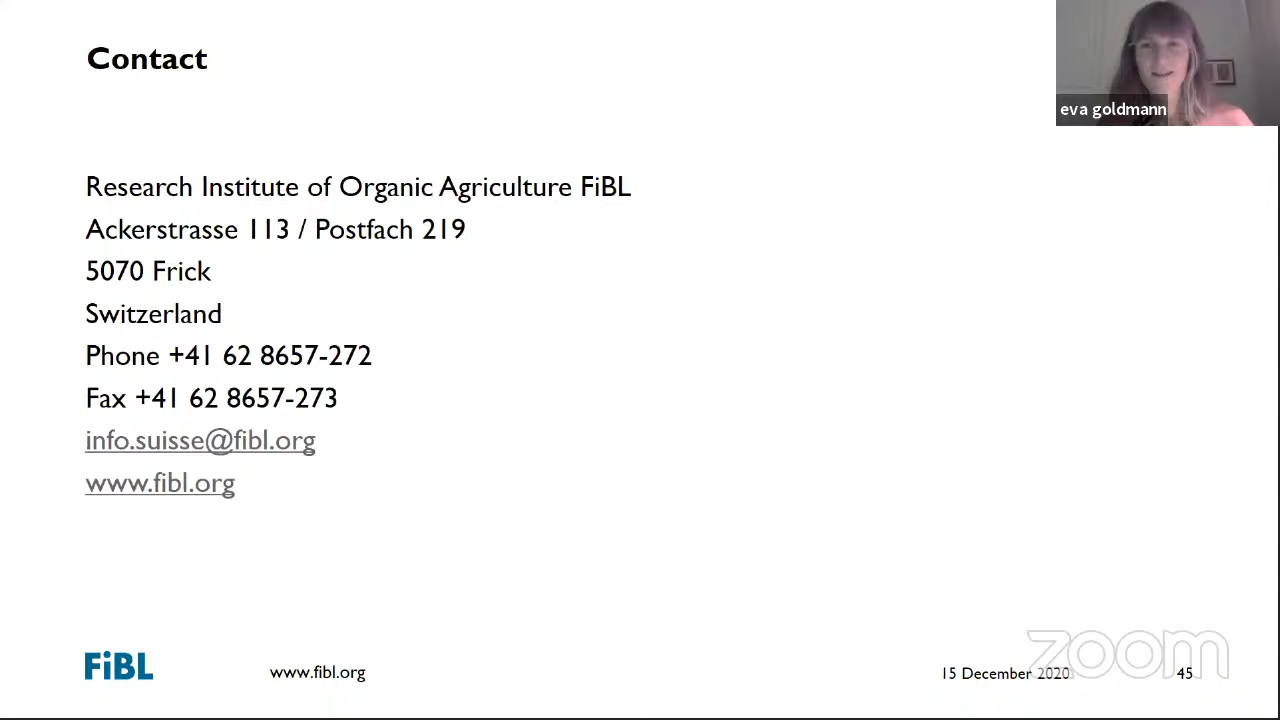 Contact
eva goldmann
Research Institute of Organic Agriculture FiBL
Ackerstrasse 113 / Postfach 219
5070 Frick
Switzerland
Phone +41 62 8657-272
Fax +41 62 8657-273
info.suisse@fibl.org
www.fibl.org
FiBL
www.fibl.org
15 December 2020
45
zoom